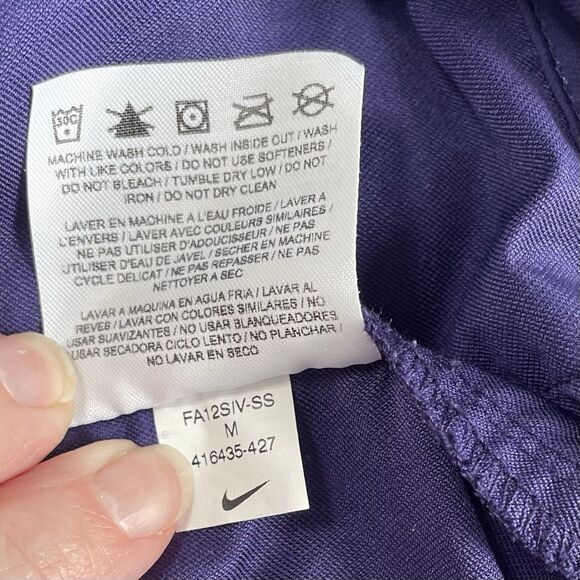 30C
MACHINE WASH COLD / WASH INSIDE OUT / WASH
WITH LIKE COLORS / DO NOT USE SOFTENERS /
DO NOT BLEACH / TUMBLE DRY LOW / DO NOT
IRON / DO NOT DRY CLEAN
LAVER EN MACHINE À L'EAU FROIDE / LAVER À
L'ENVERS / LAVER AVEC COULEURS SIMILAIRES /
NE PAS UTILISER D'ADOUCISSEUR / NE PAS
UTILISER D'EAU DE JAVEL / SÉCHER EN MACHINE
CYCLE DELICAT / NE PAS REPASSER / NE PAS
NETTOYER A SEC
LAVAR A MAQUINA EN AGUA FRIA / LAVAR AL
REVES / LAVAR CON COLORES SIMILARES / NO
USAR SUAVIZANTES / NO USAR BLANQUEADORES
USAR SECADORA CICLO LENTO / NO PLANCHAR /
NO LAVAR EN SECO
FA12SIV-SS
M
416435-427